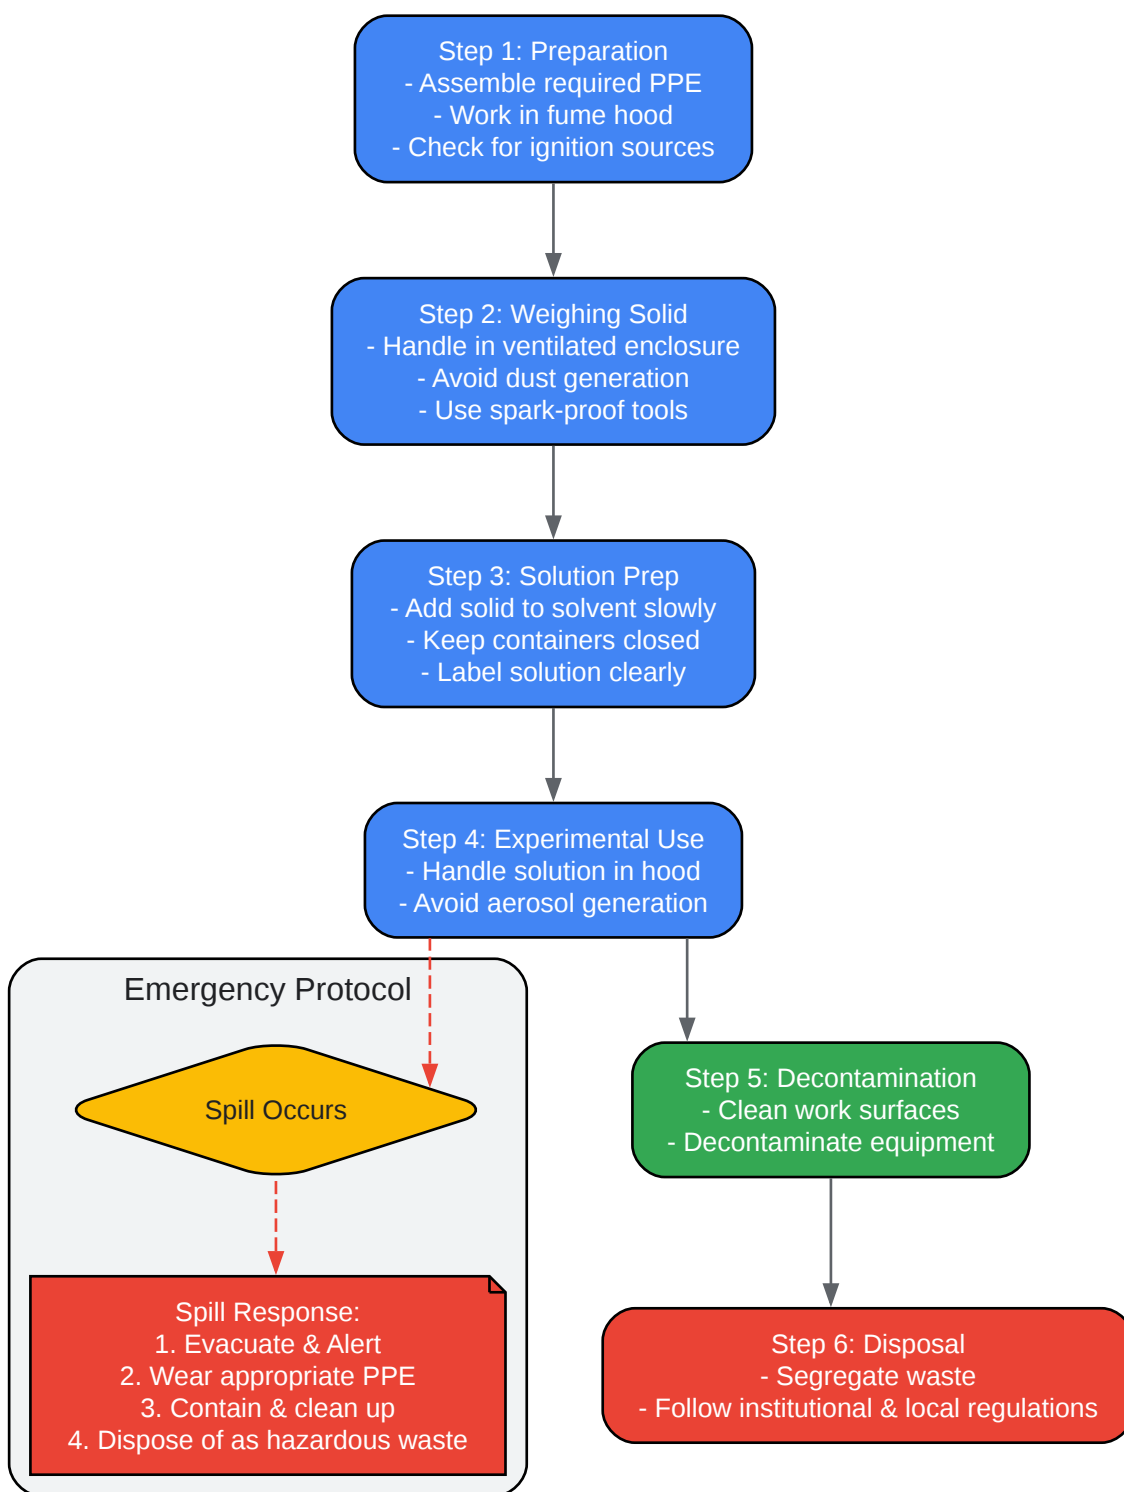 Step 1: Preparation
- Assemble required PPE
- Work in fume hood
- Check for ignition sources
Step 2: Weighing Solid
- Handle in ventilated enclosure
- Avoid dust generation
- Use spark-proof tools
Step 3: Solution Prep
- Add solid to solvent slowly
- Keep containers closed
- Label solution clearly
Step 4: Experimental Use
- Handle solution in hood
- Avoid aerosol generation
Emergency Protocol
Spill Occurs
Spill Response:
1. Evacuate & Alert
2. Wear appropriate PPE
3. Contain & clean up
4. Dispose of as hazardous waste
Step 5: Decontamination
- Clean work surfaces
- Decontaminate equipment
Step 6: Disposal
- Segregate waste
- Follow institutional & local regulations